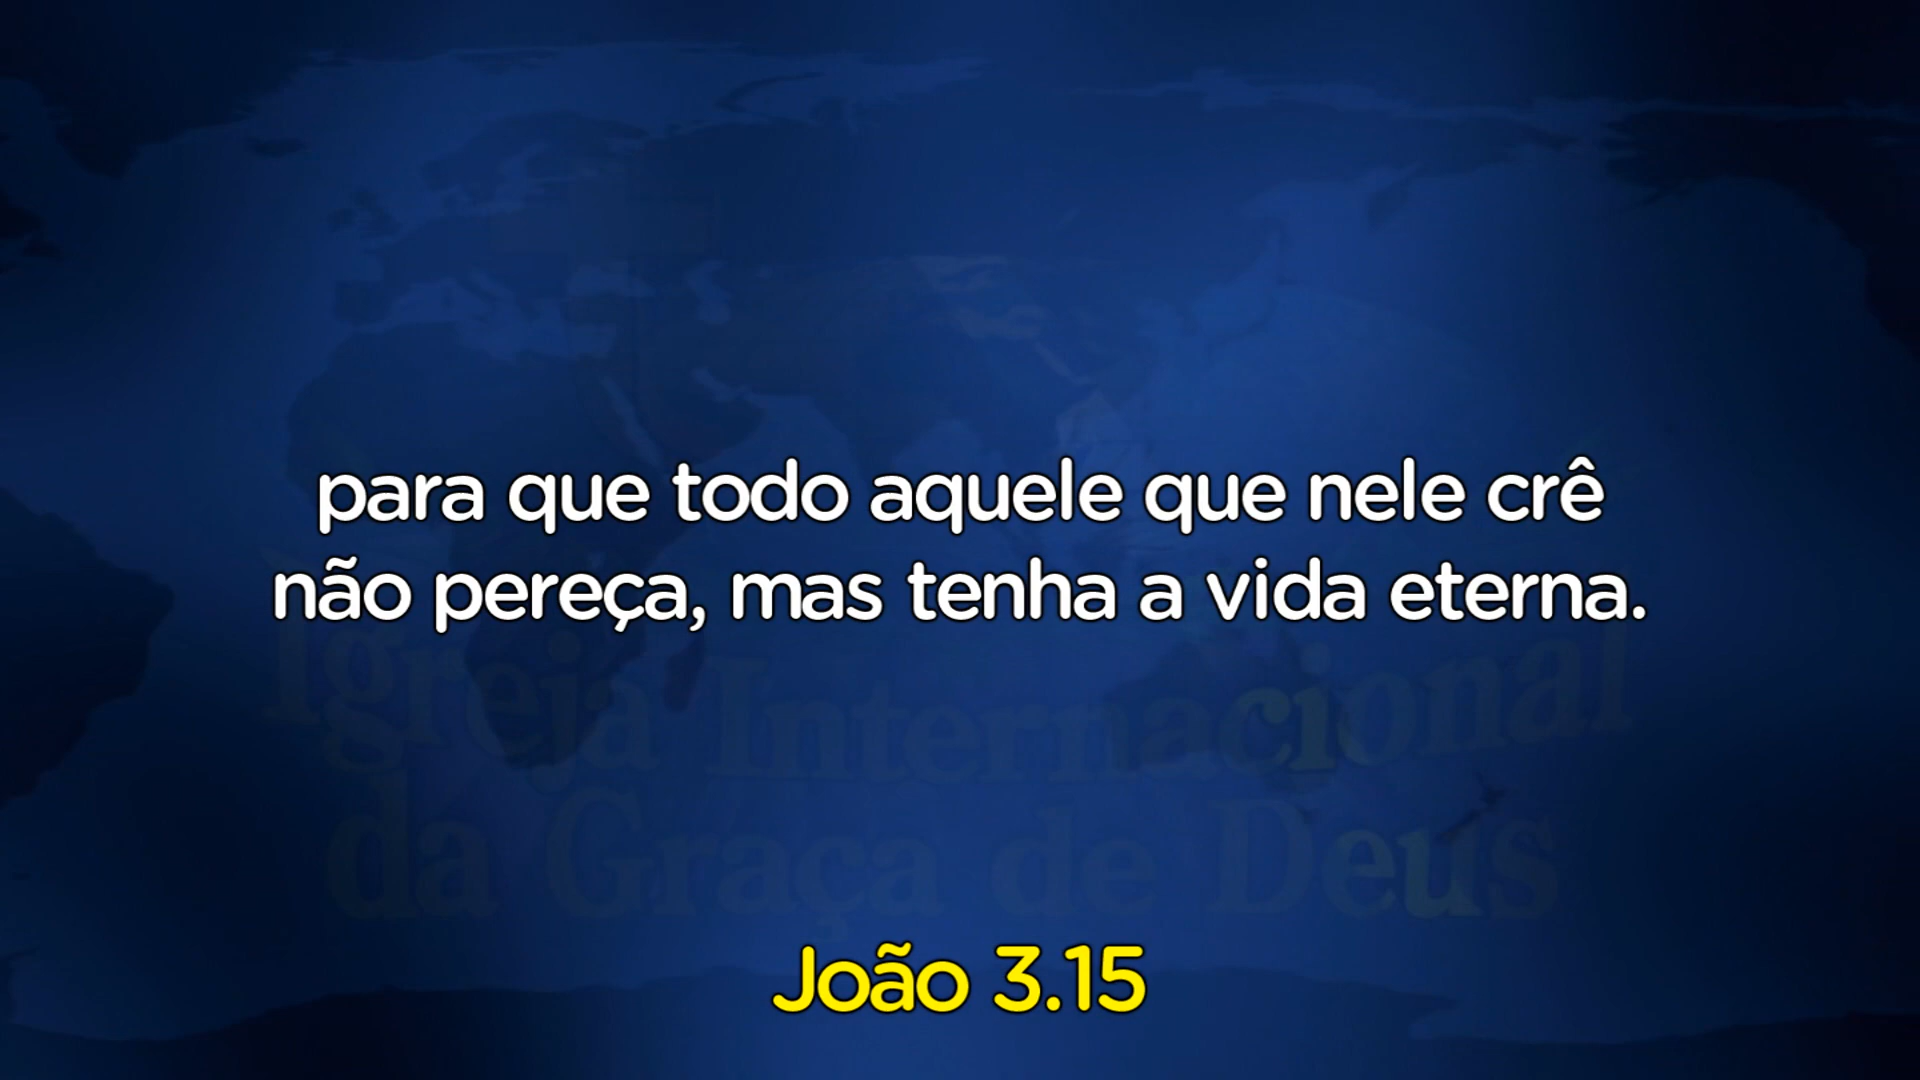 para que todo aquele que nele crê
não pereça, mas tenha a vida eterna.
Igreja Internacional
da Graça de Deus
João 3.15